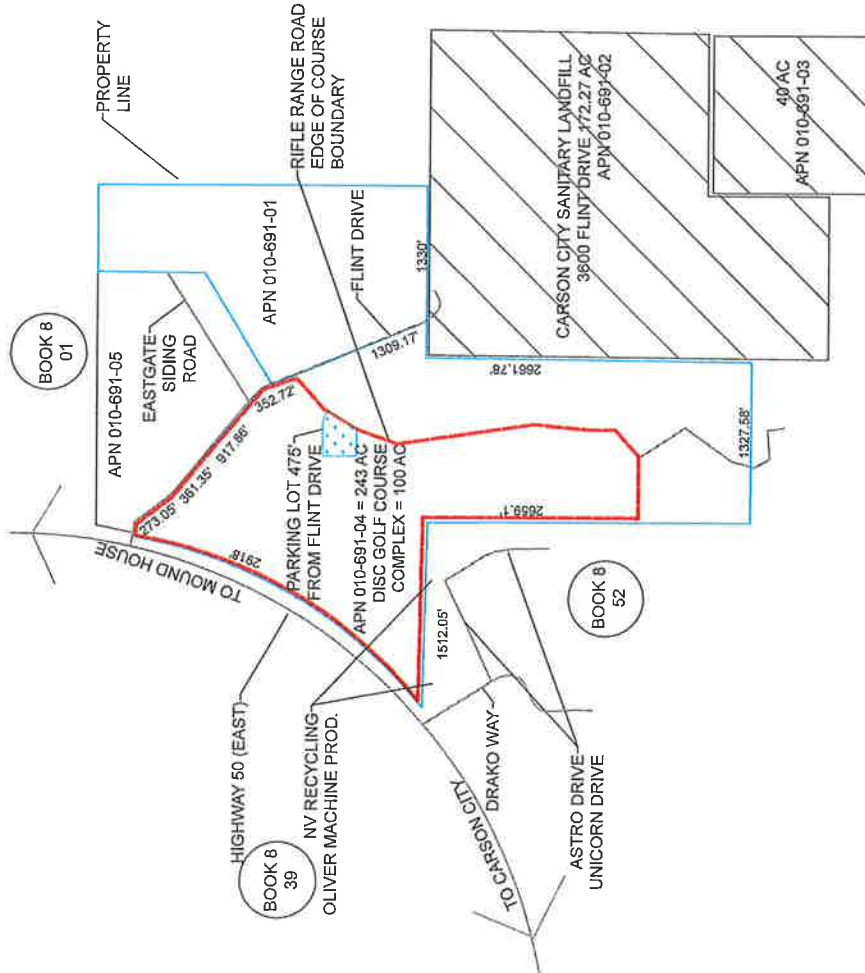 BOOK 8
01
PROPERTY
LINE
APN 010-691-05
EASTGATE
SIDING
ROAD
APN 010-691-01
RIFLE RANGE ROAD
EDGE OF COURSE
BOUNDARY
FLINT DRIVE
1309.17'
1330'
CARSON CITY SANITARY LANDFILL
3600 FLINT DRIVE 172.27 AC
APN 010-691-02
40 AC
APN 010-691-03
273.05'
361.35'
917.86'
352.72'
TO MOUND HOUSE
2918'
PARKING LOT 475'
FROM FLINT DRIVE
APN 010-691-04 = 243 AC
DISC GOLF COURSE
COMPLEX = 100 AC
2661.78'
2659.1'
1327.58'
1512.05'
HIGHWAY 50 (EAST)
BOOK 8
39
NV RECYCLING
OLIVER MACHINE PROD.
BOOK 8
52
DRAKO WAY
TO CARSON CITY
ASTRO DRIVE
UNICORN DRIVE